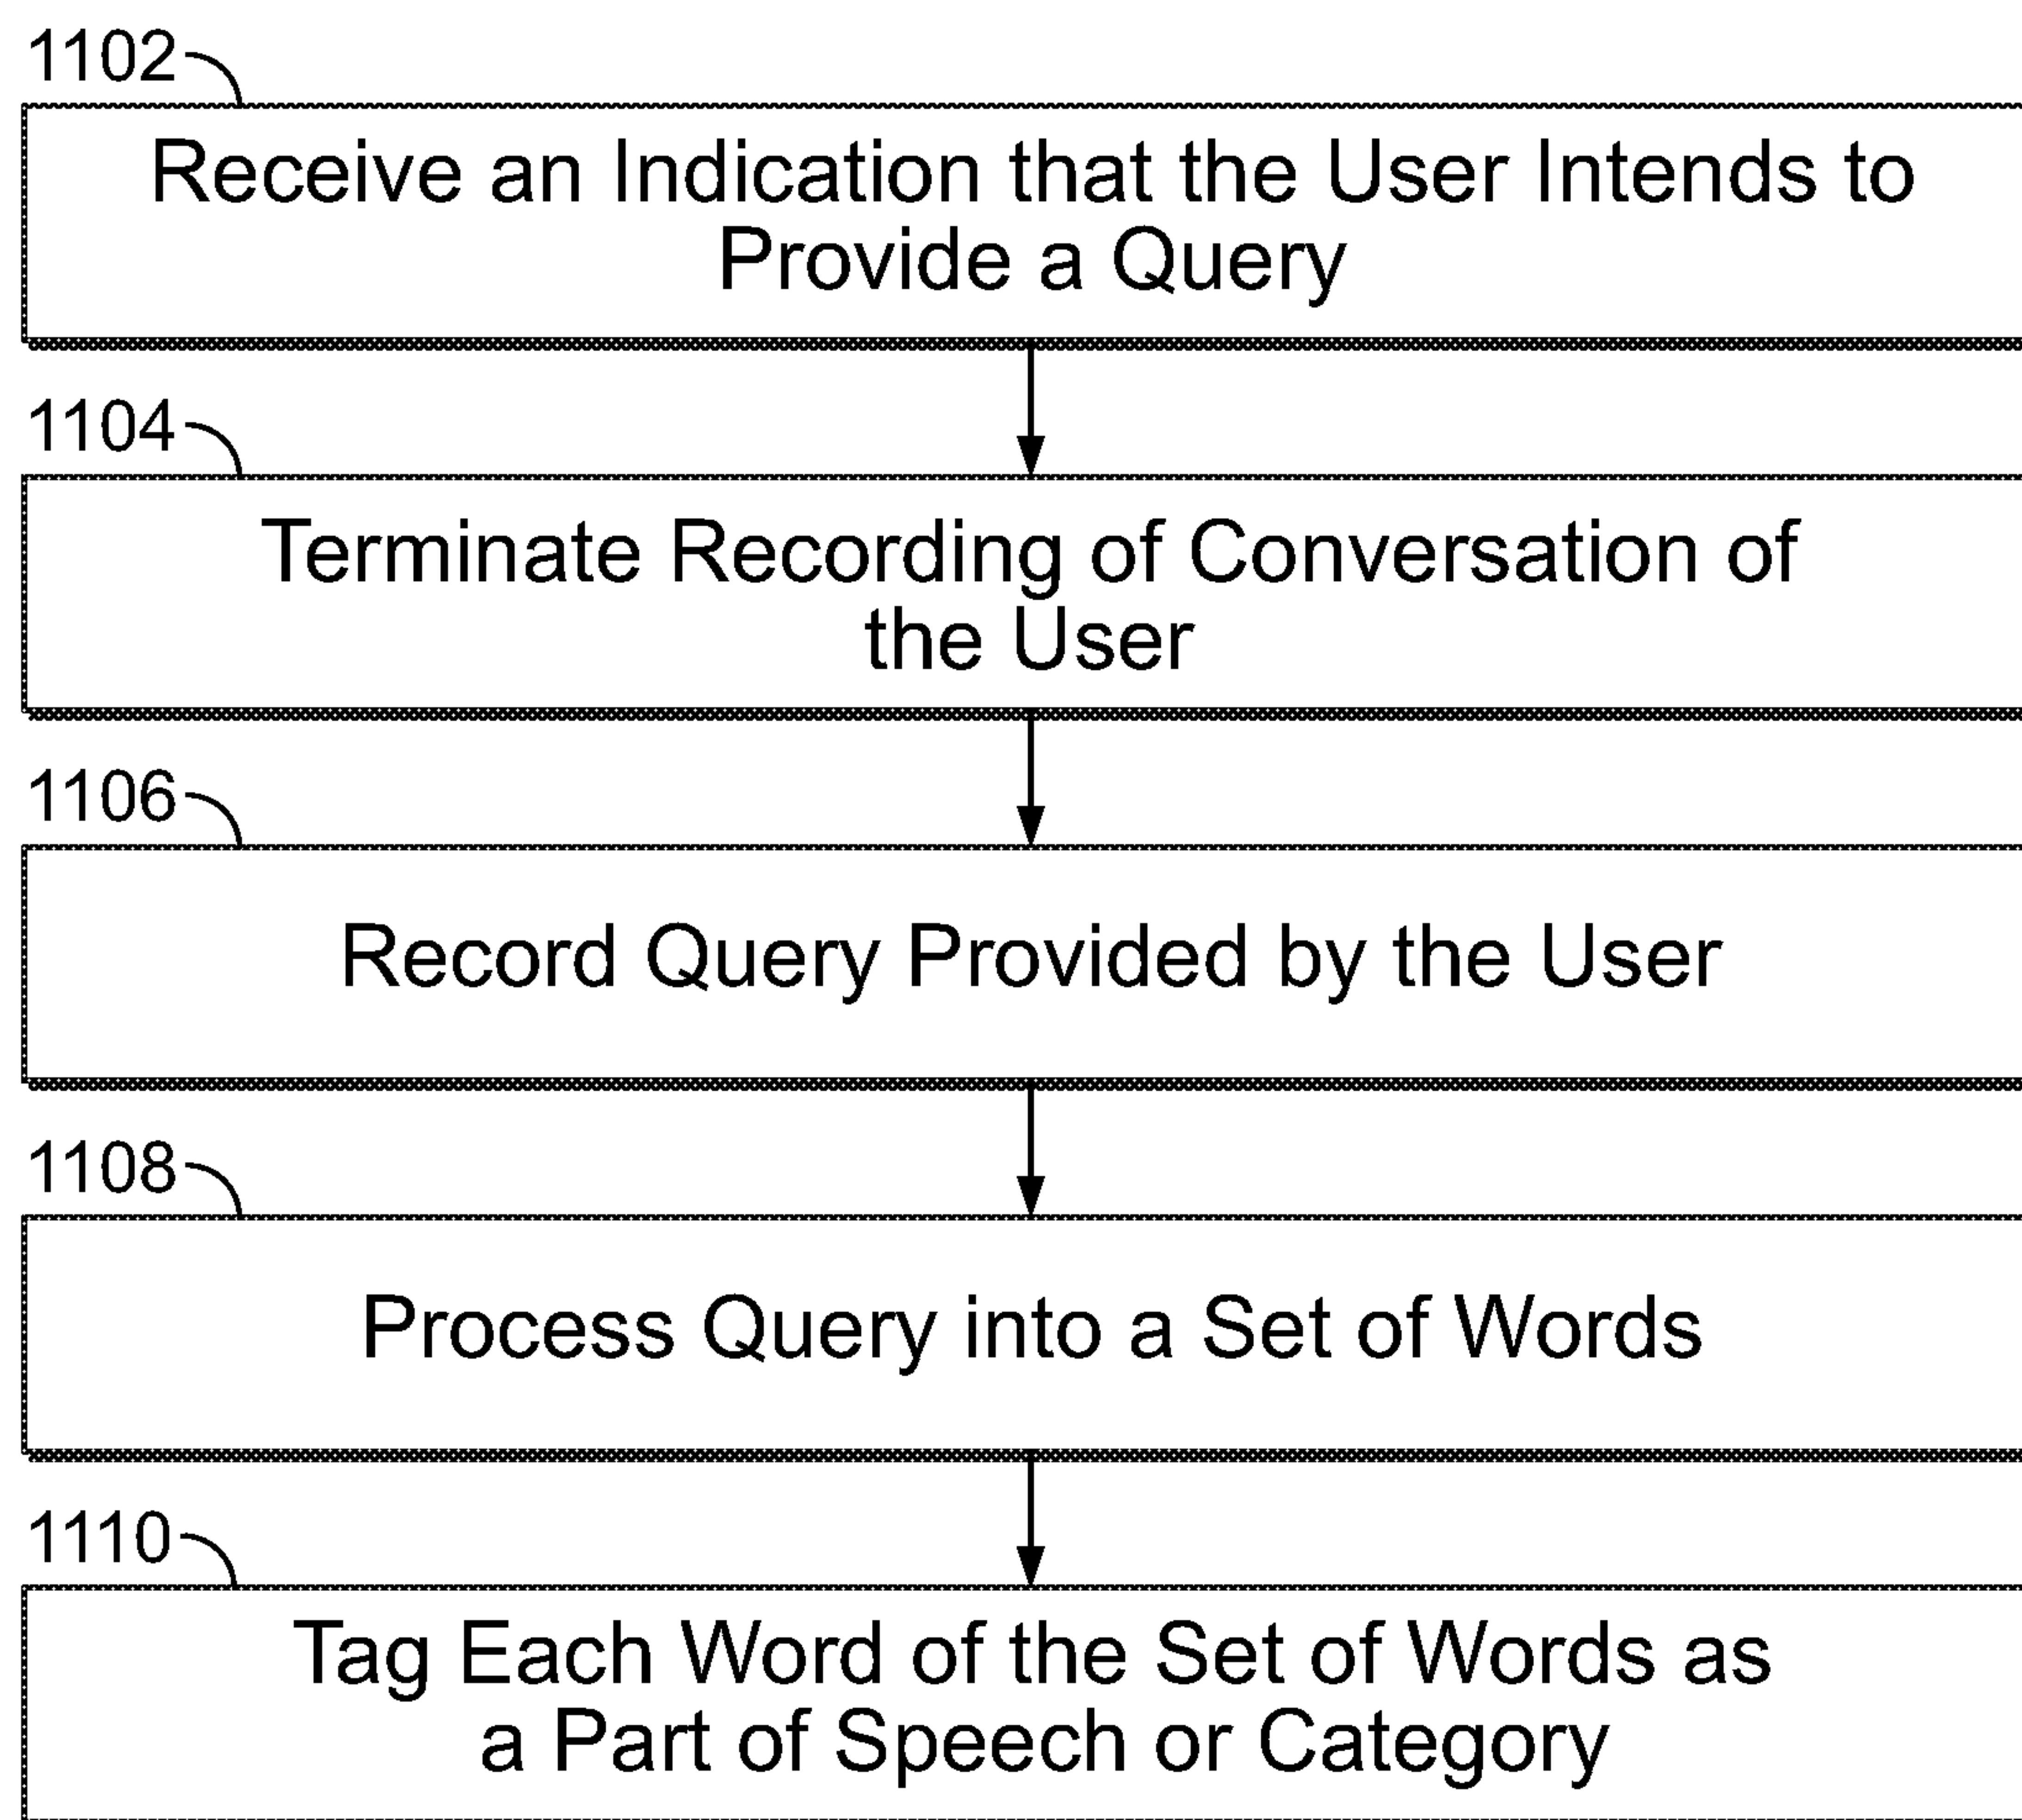 1102
Receive an Indication that the User Intends to
Provide a Query
1104
Terminate Recording of Conversation of
the User
1106
Record Query Provided by the User
1108
Process Query into a Set of Words
1110
Tag Each Word of the Set of Words as
a Part of Speech or Category